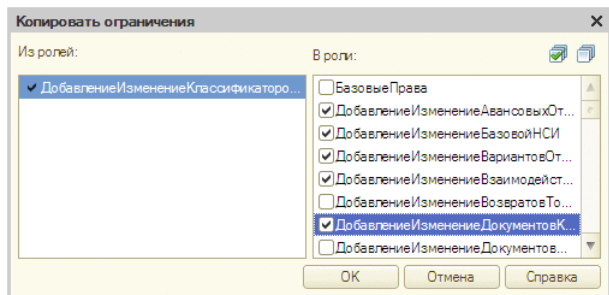 Копировать ограничения
Из ролей:
В роли:
ДобавлениеИзменениеКлассификаторо...
БазовыеПрава
ДобавлениеИзменениеАвансовыхОт...
ДобавлениеИзменениеБазовойНСИ
ДобавлениеИзменениеВариантовОт...
ДобавлениеИзменениеВзаимодейст...
ДобавлениеИзменениеВозвратовТо...
ДобавлениеИзменениеДокументовК...
ДобавлениеИзменениеДокументов...
OK
Отмена
Справка